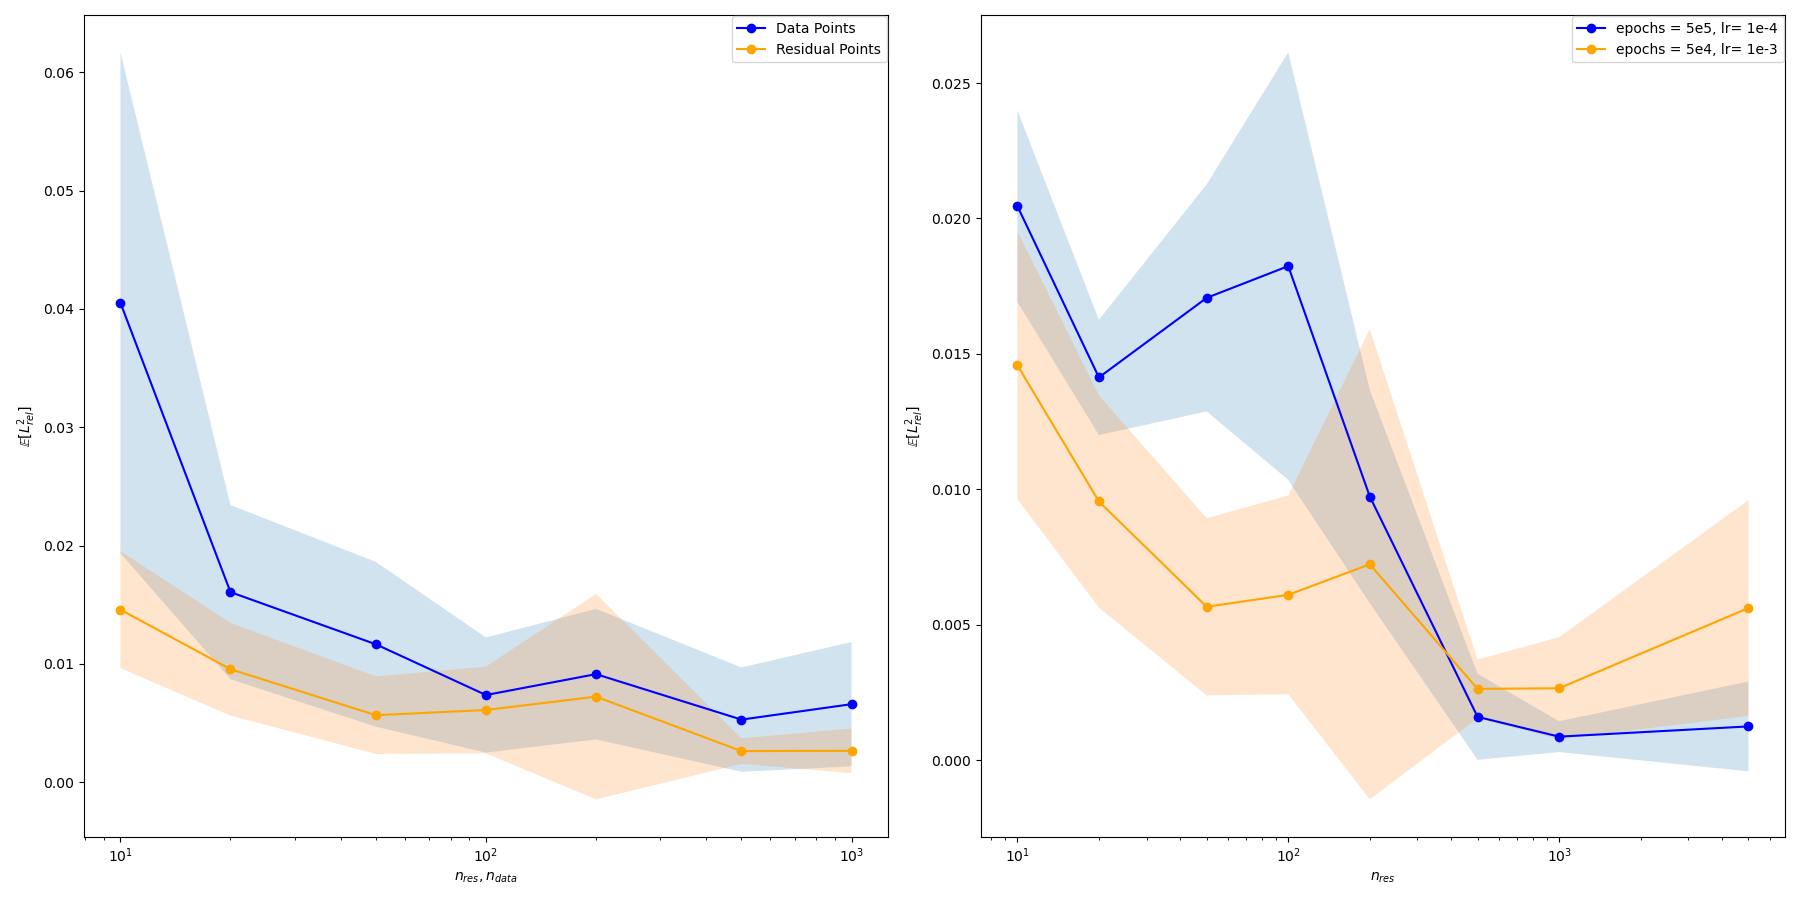 Data Points
Residual Points
0.06
0.05
0.04
0.03
0.02
0.01
0.00
𝔼[L²_rel]
10¹
10²
10³
n_res, n_data
epochs = 5e5, lr= 1e-4
epochs = 5e4, lr= 1e-3
0.025
0.020
0.015
0.010
0.005
0.000
𝔼[L²_rel]
10¹
10²
10³
n_res